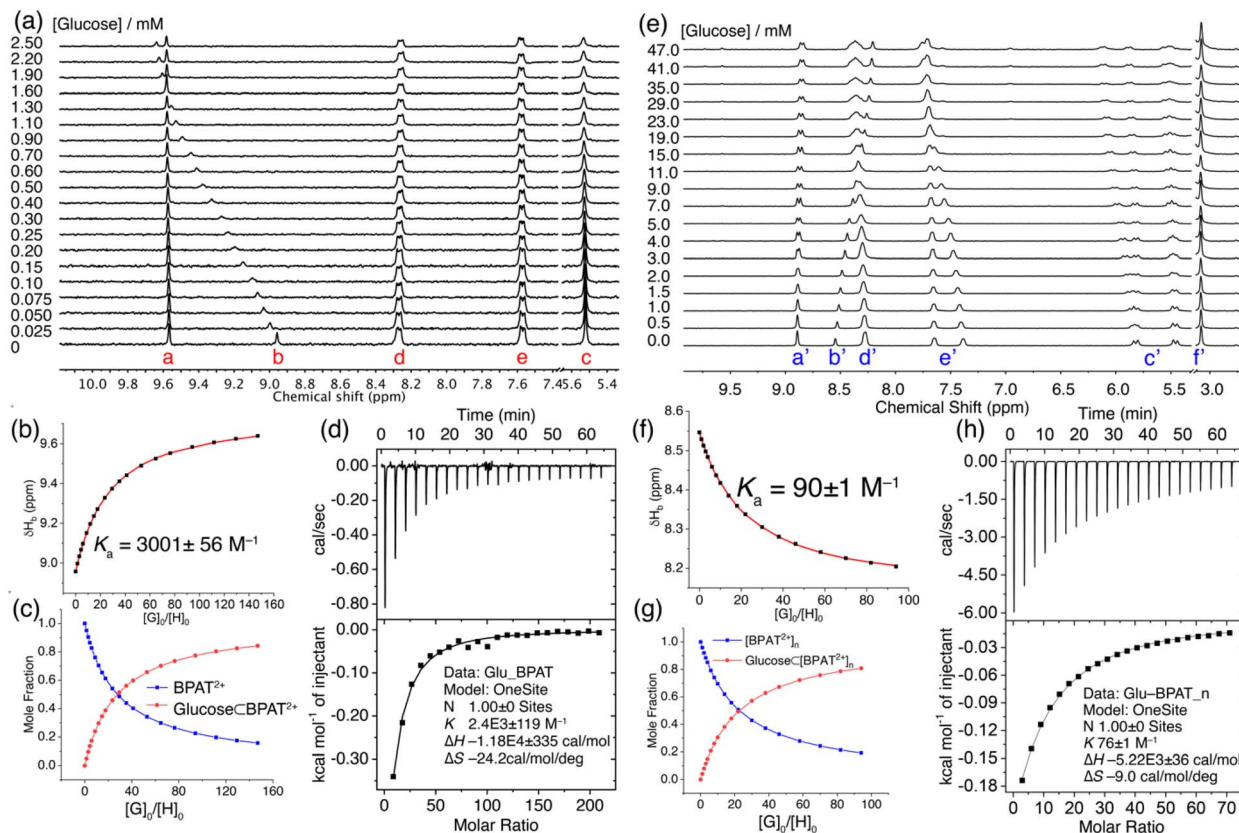 (a)
[Glucose] / mM
2.50
2.20
1.90
1.60
1.30
1.10
0.90
0.70
0.60
0.50
0.40
0.30
0.25
0.20
0.15
0.10
0.075
0.050
0.025
0
a b d e c
10.0 9.6 9.4 9.2 9.0 8.8 8.6 8.4 8.2 8.0 7.8 7.6 7.4 5.6 5.4
Chemical shift (ppm)
(e)
[Glucose] / mM
47.0
41.0
35.0
29.0
23.0
19.0
15.0
11.0
9.0
7.0
5.0
4.0
3.0
2.0
1.5
1.0
0.5
0.0
a' b' d' e' c' f'
9.5 9.0 8.5 8.0 7.5 6.5 6.0 5.5 3.0
Chemical Shift (ppm)
(b)
δH_b (ppm)
9.6
9.4
9.2
9.0
K_a = 3001± 56 M⁻¹
0 20 40 60 80 100 120 140 160
[G]₀/[H]₀
(c)
Mole Fraction
1.0
0.8
0.6
0.4
0.2
0.0
BPAT²⁺
Glucose⊂BPAT²⁺
0 20 40 60 80 100 120 140 160
[G]₀/[H]₀
(d)
Time (min)
0 10 20 30 40 50 60
cal/sec
0.00
-0.20
-0.40
-0.60
-0.80
kcal mol⁻¹ of injectant
0.00
-0.10
-0.20
-0.30
Data: Glu_BPAT
Model: OneSite
N 1.00±0 Sites
K 2.4E3±119 M⁻¹
ΔH −1.18E4±335 cal/mol
ΔS −24.2cal/mol/deg
0 50 100 150 200
Molar Ratio
(f)
δH_b (ppm)
8.6
8.5
8.4
8.3
8.2
K_a = 90±1 M⁻¹
0 20 40 60 80 100
[G]₀/[H]₀
(g)
Mole Fraction
1.0
0.8
0.6
0.4
0.2
0.0
[BPAT²⁺]_n
Glucose⊂[BPAT²⁺]_n
0 20 40 60 80 100
[G]₀/[H]₀
(h)
Time (min)
0 10 20 30 40 50 60
cal/sec
0.00
-1.50
-3.00
-4.50
-6.00
kcal mol⁻¹ of injectant
-0.03
-0.06
-0.09
-0.12
-0.15
-0.18
Data: Glu–BPAT_n
Model: OneSite
N 1.00±0 Sites
K 76±1 M⁻¹
ΔH −5.22E3±36 cal/mol
ΔS −9.0 cal/mol/deg
0 10 20 30 40 50 60 70
Molar Ratio